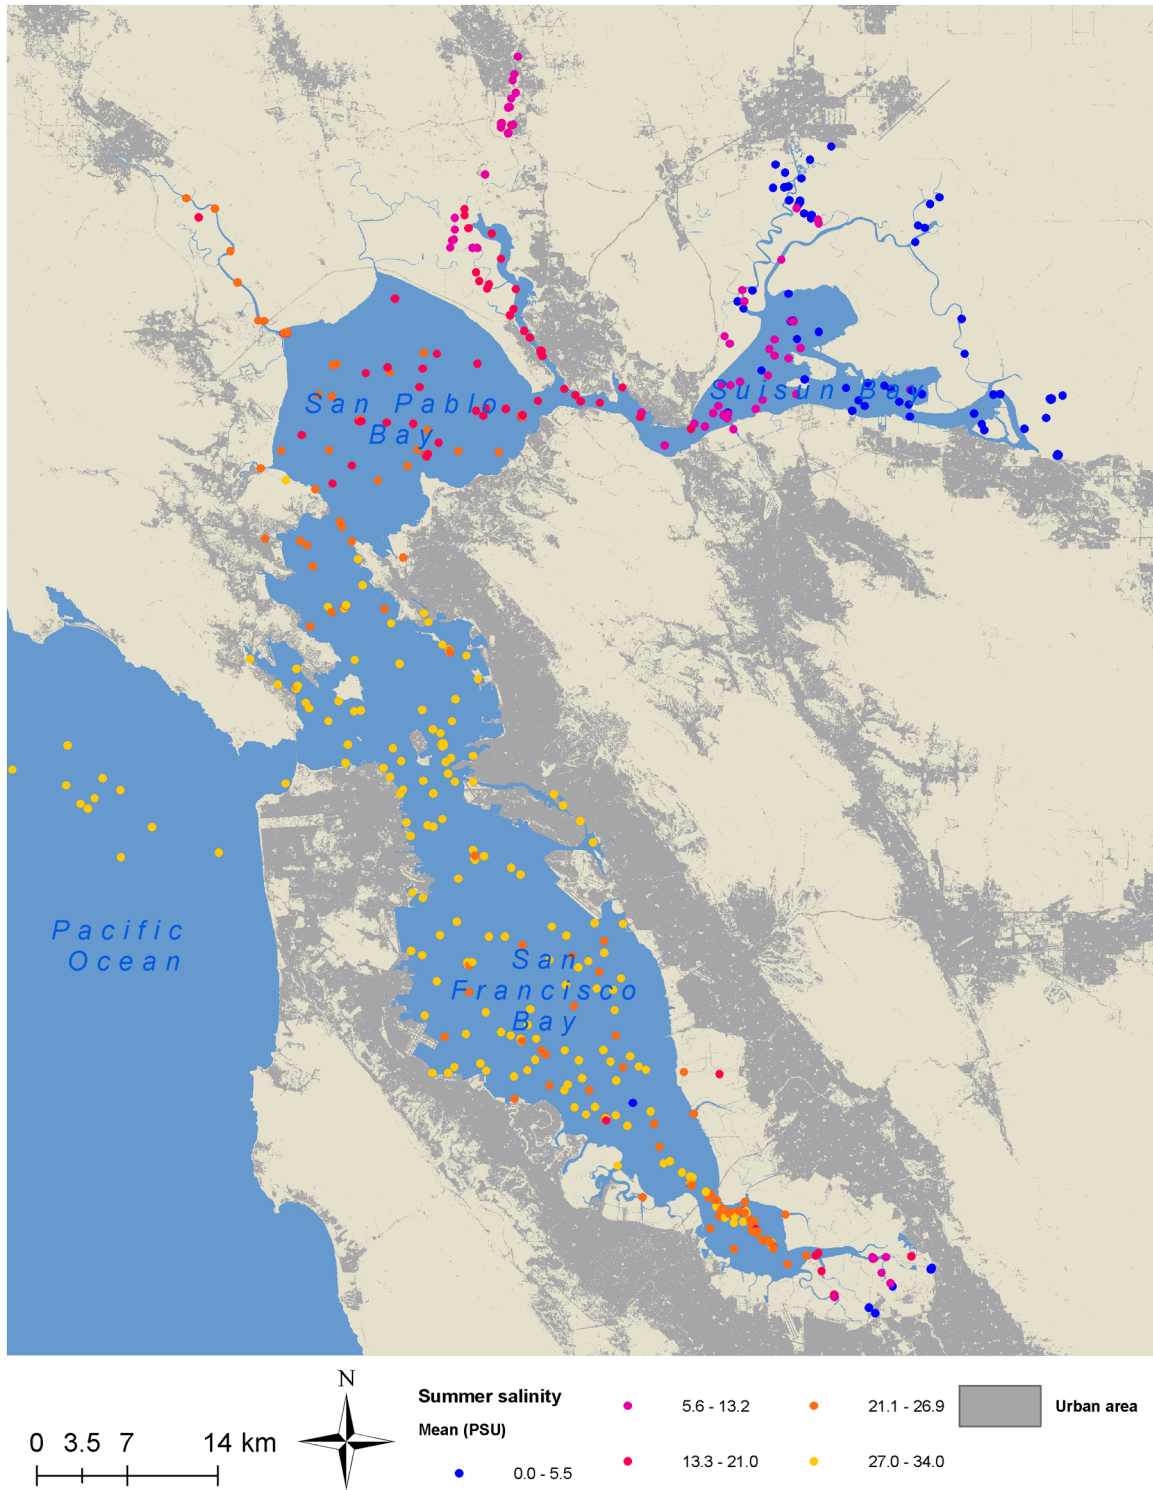 San Pablo
Bay
Suisun Bay
Pacific
Ocean
San
Francisco
Bay
N
0 3.5 7 14 km
Summer salinity
Mean (PSU)
0.0 - 5.5
5.6 - 13.2
13.3 - 21.0
21.1 - 26.9
27.0 - 34.0
Urban area